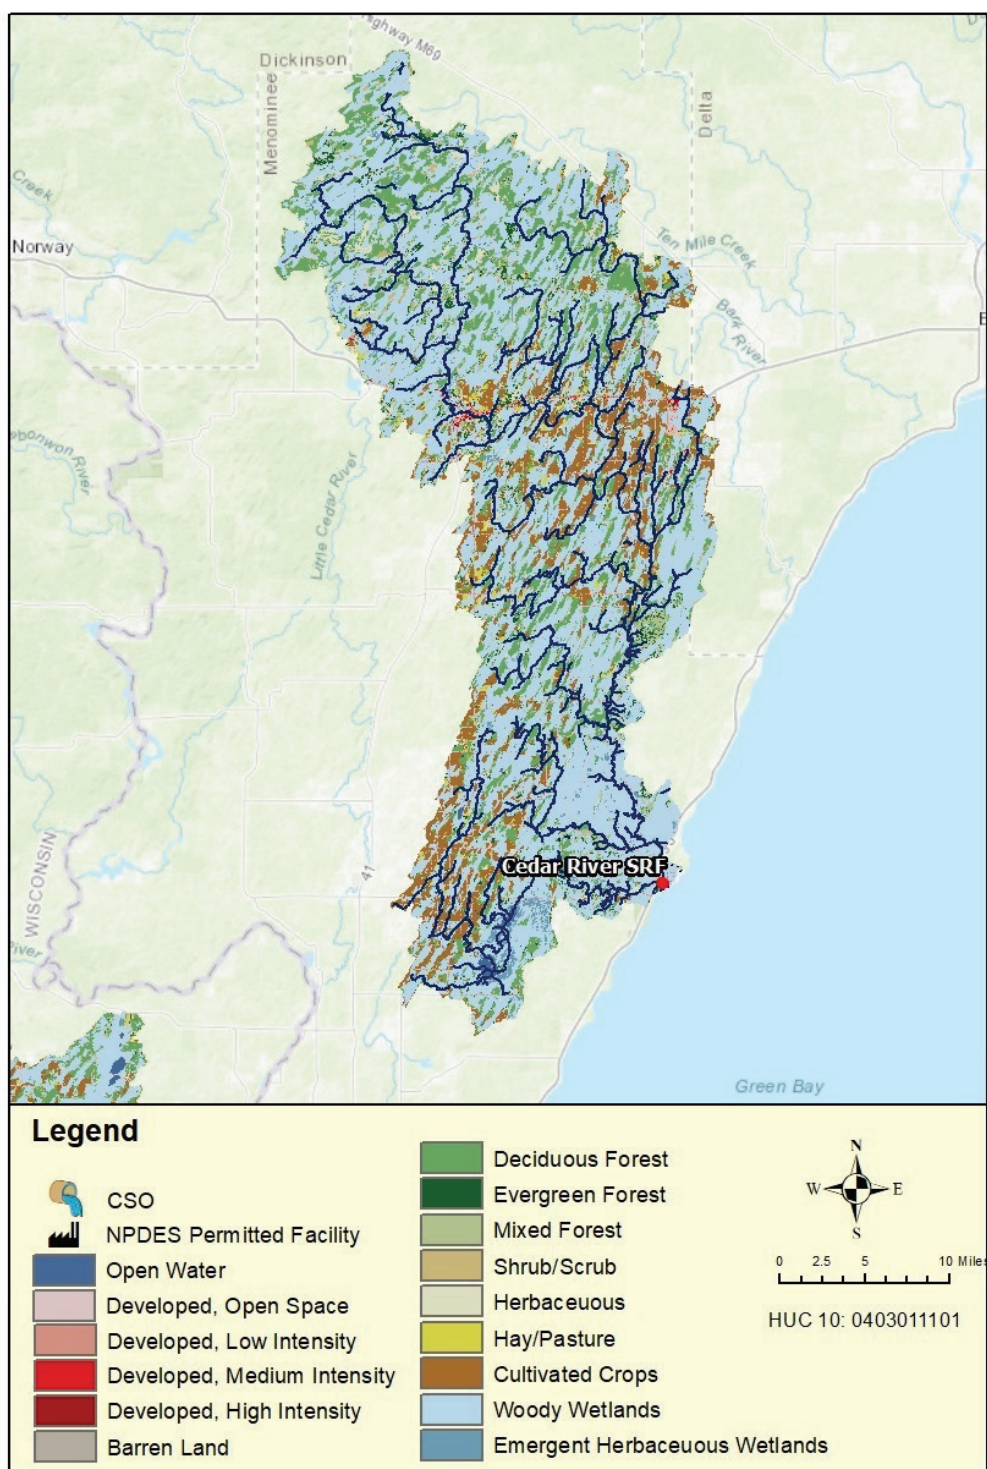 Highway M69
Dickinson
Menominee
Delta
Creek
Norway
Ten Mile Creek
Bark River
Little Cedar River
River
41
WISCONSIN
Cedar River SRF
River
Green Bay
Legend
CSO
NPDES Permitted Facility
Open Water
Developed, Open Space
Developed, Low Intensity
Developed, Medium Intensity
Developed, High Intensity
Barren Land
Deciduous Forest
Evergreen Forest
Mixed Forest
Shrub/Scrub
Herbaceuous
Hay/Pasture
Cultivated Crops
Woody Wetlands
Emergent Herbaceuous Wetlands
N
W E
S
0 2.5 5 10 Miles
HUC 10: 0403011101